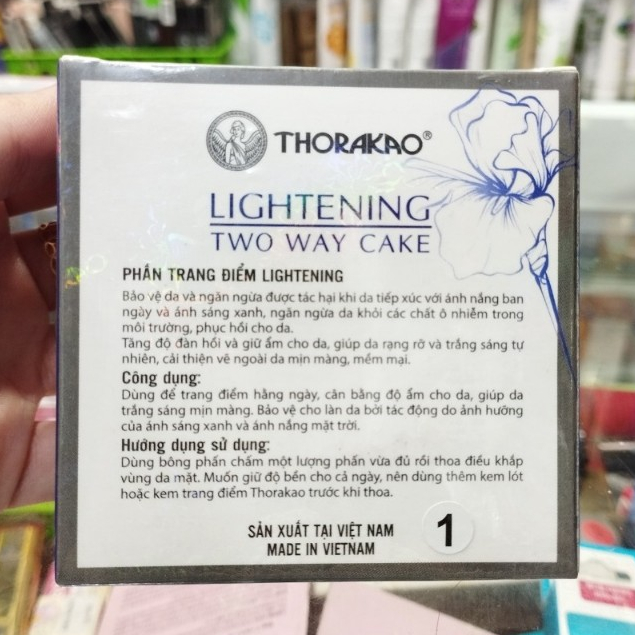 THORAKAO®
LIGHTENING
TWO WAY CAKE
PHẤN TRANG ĐIỂM LIGHTENING
Bảo vệ da và ngăn ngừa được tác hại khi da tiếp xúc với ánh nắng ban
ngày và ánh sáng xanh, ngăn ngừa da khỏi các chất ô nhiễm trong
môi trường, phục hồi cho da.
Tăng độ đàn hồi và giữ ẩm cho da, giúp da rạng rỡ và trắng sáng tự
nhiên, cải thiện vẻ ngoài da mịn màng, mềm mại.
Công dụng:
Dùng để trang điểm hằng ngày, cân bằng độ ẩm cho da, giúp da
trắng sáng mịn màng. Bảo vệ cho làn da bởi tác động do ảnh hưởng
của ánh sáng xanh và ánh nắng mặt trời.
Hướng dụng sử dụng:
Dùng bông phấn chấm một lượng phấn vừa đủ rồi thoa điều khắp
vùng da mặt. Muốn giữ độ bền cho cả ngày, nên dùng thêm kem lót
hoặc kem trang điểm Thorakao trước khi thoa.
SẢN XUẤT TẠI VIỆT NAM
MADE IN VIETNAM
1